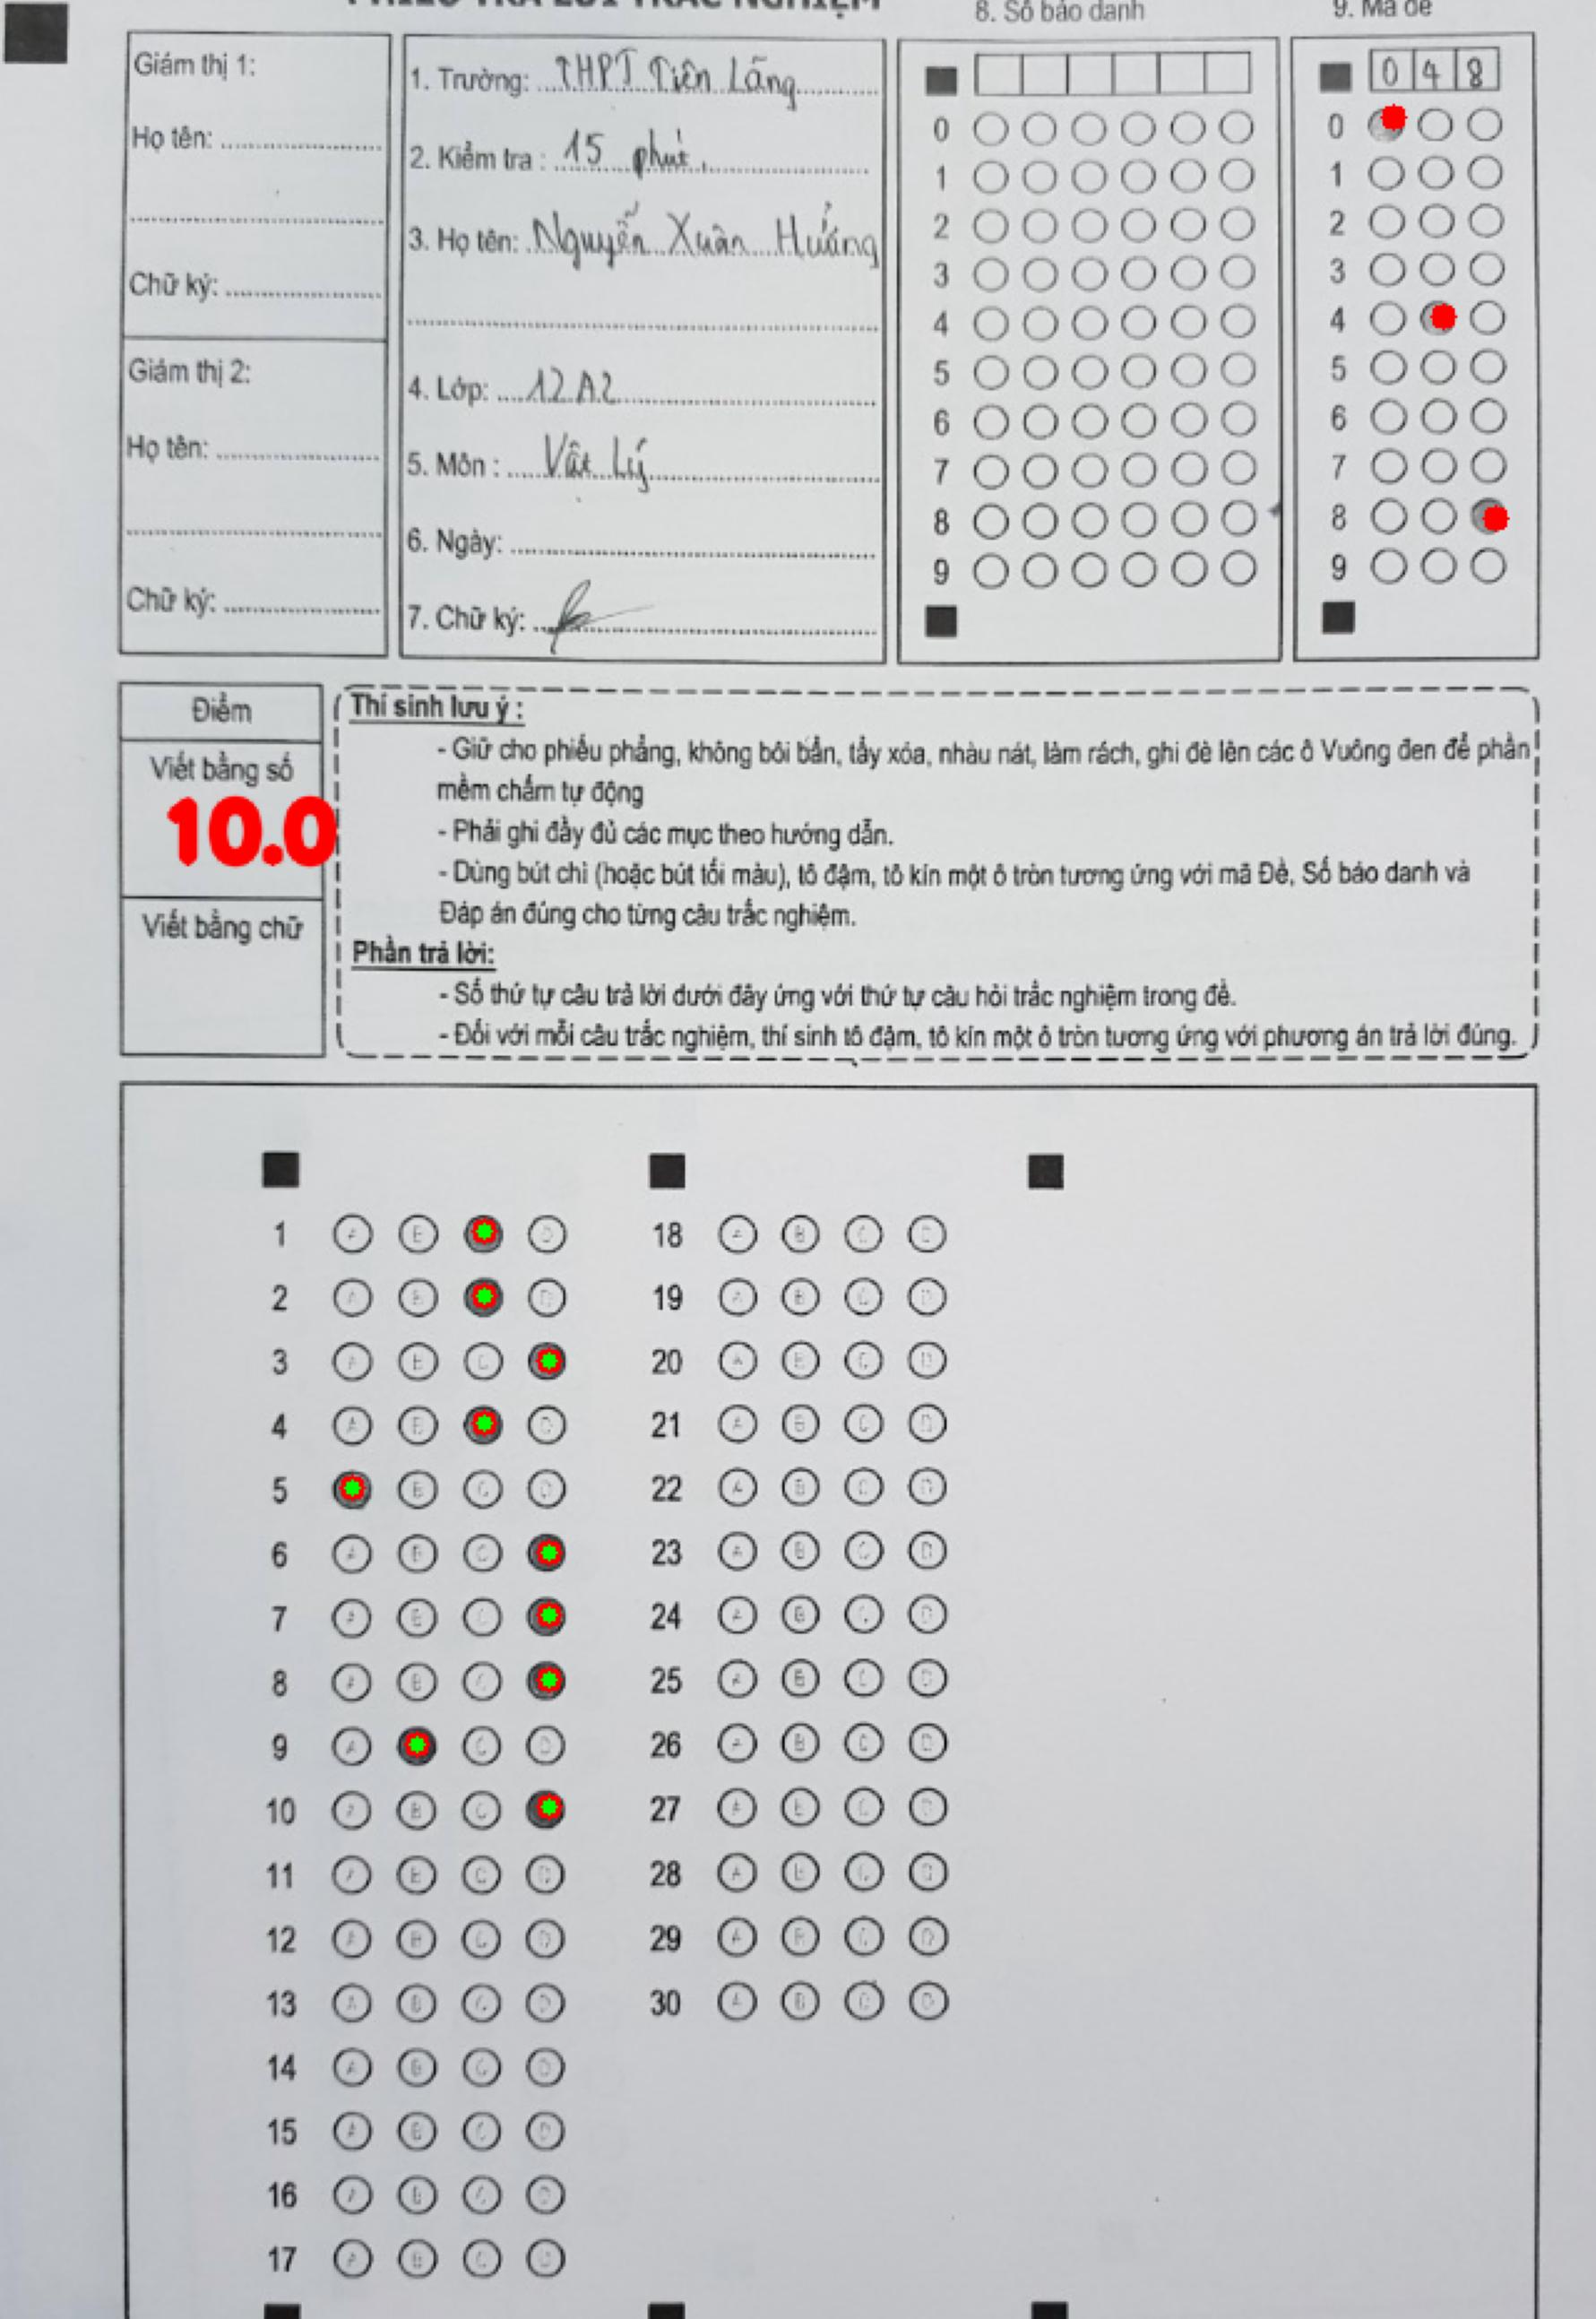 PHIẾU TRẢ LỜI TRẮC NGHIỆM
8. Số báo danh
9. Mã đề
Giám thị 1:
Họ tên:
Chữ ký:
Giám thị 2:
Họ tên:
Chữ ký:
1. Trường: THPT Tiên Lãng
2. Kiểm tra : 15 phút.
3. Họ tên: Nguyễn Xuân Hưởng
4. Lớp: 12A2
5. Môn : Vật Lý
6. Ngày:
7. Chữ ký:
0
1
2
3
4
5
6
7
8
9
0 4 8
0
1
2
3
4
5
6
7
8
9
Điểm
Viết bằng số
10.0
Viết bằng chữ
Thí sinh lưu ý :
- Giữ cho phiếu phẳng, không bôi bẩn, tẩy xóa, nhàu nát, làm rách, ghi đè lên các ô Vuông đen để phần
mềm chấm tự động
- Phải ghi đầy đủ các mục theo hướng dẫn.
- Dùng bút chì (hoặc bút tối màu), tô đậm, tô kín một ô tròn tương ứng với mã Đề, Số báo danh và
Đáp án đúng cho từng câu trắc nghiệm.
Phần trả lời:
- Số thứ tự câu trả lời dưới đây ứng với thứ tự câu hỏi trắc nghiệm trong đề.
- Đối với mỗi câu trắc nghiệm, thí sinh tô đậm, tô kín một ô tròn tương ứng với phương án trả lời đúng.
1 A B D
2 A B D
3 A B C
4 A B D
5 B C D
6 A B C
7 A B C
8 A B C
9 A C D
10 A B C
11 A B C D
12 A B C D
13 A B C D
14 A B C D
15 A B C D
16 A B C D
17 A B C D
18 A B C D
19 A B C D
20 A B C D
21 A B C D
22 A B C D
23 A B C D
24 A B C D
25 A B C D
26 A B C D
27 A B C D
28 A B C D
29 A B C D
30 A B C D